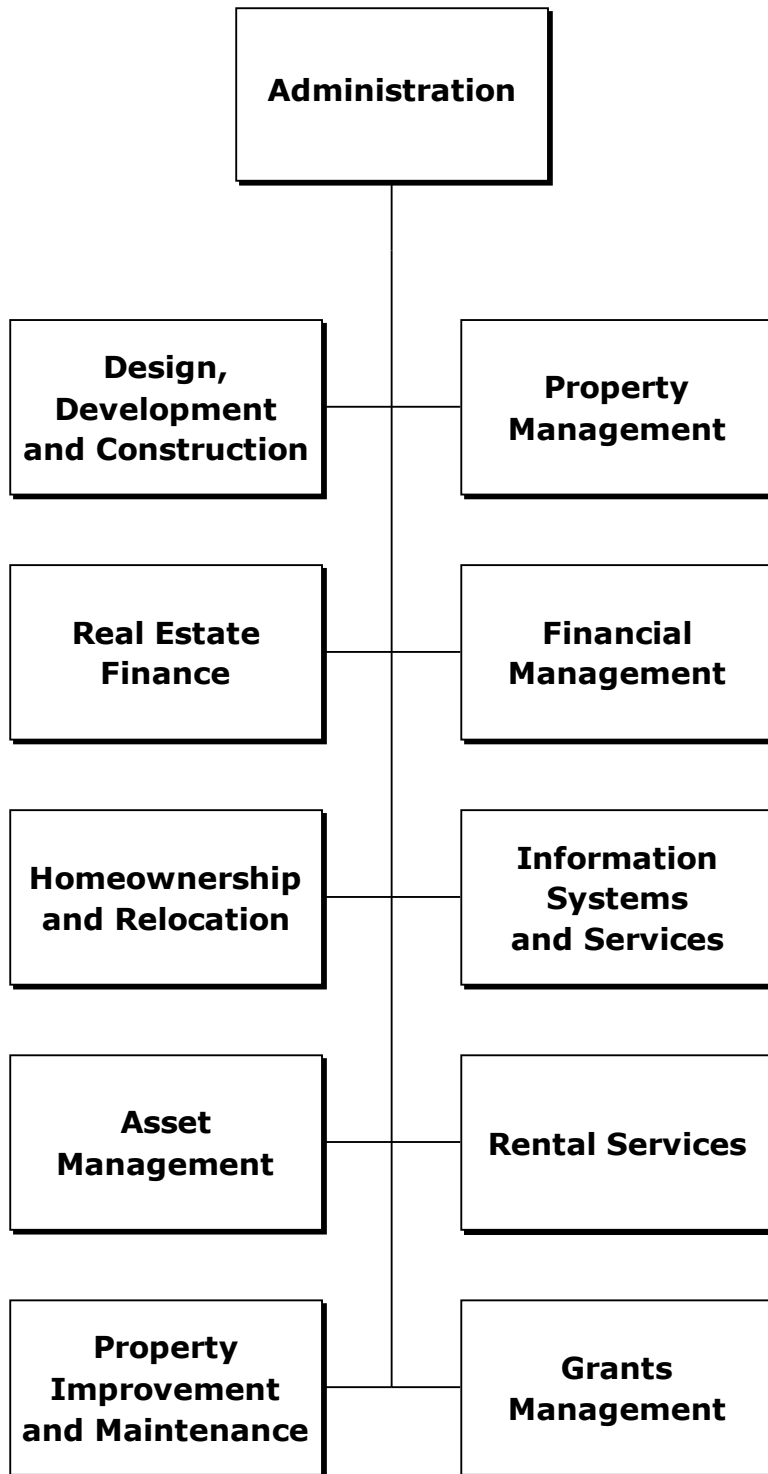 Administration
Design,
Development
and Construction
Property
Management
Real Estate
Finance
Financial
Management
Homeownership
and Relocation
Information
Systems
and Services
Asset
Management
Rental Services
Property
Improvement
and Maintenance
Grants
Management